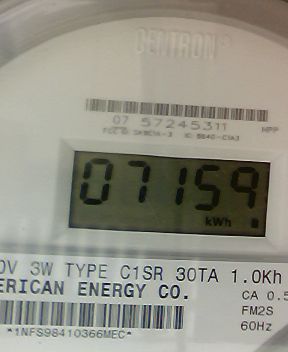 CENTRON®
07 57245311
HPP
07159
kWh
0V 3W TYPE C1SR 30TA 1.0Kh
ERICAN ENERGY CO.
CA 0.5
FM2S
60Hz
*1NFS98410366MEC*